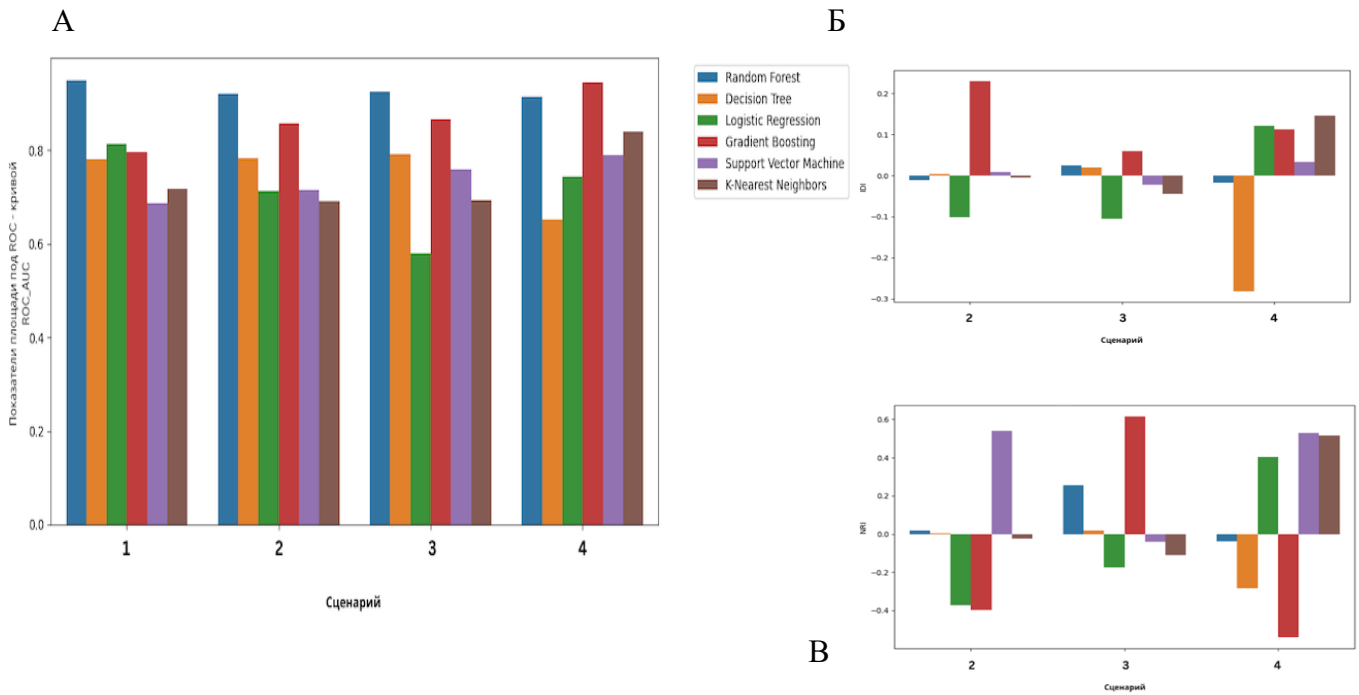 А
Показатели площади под ROC - кривой
ROC_AUC
0.8
0.6
0.4
0.2
0.0
1
2
3
4
Сценарий
Random Forest
Decision Tree
Logistic Regression
Gradient Boosting
Support Vector Machine
K-Nearest Neighbors
Б
IDI
0.2
0.1
0.0
−0.1
−0.2
−0.3
2
3
4
Сценарий
В
NRI
0.6
0.4
0.2
0.0
−0.2
−0.4
2
3
4
Сценарий